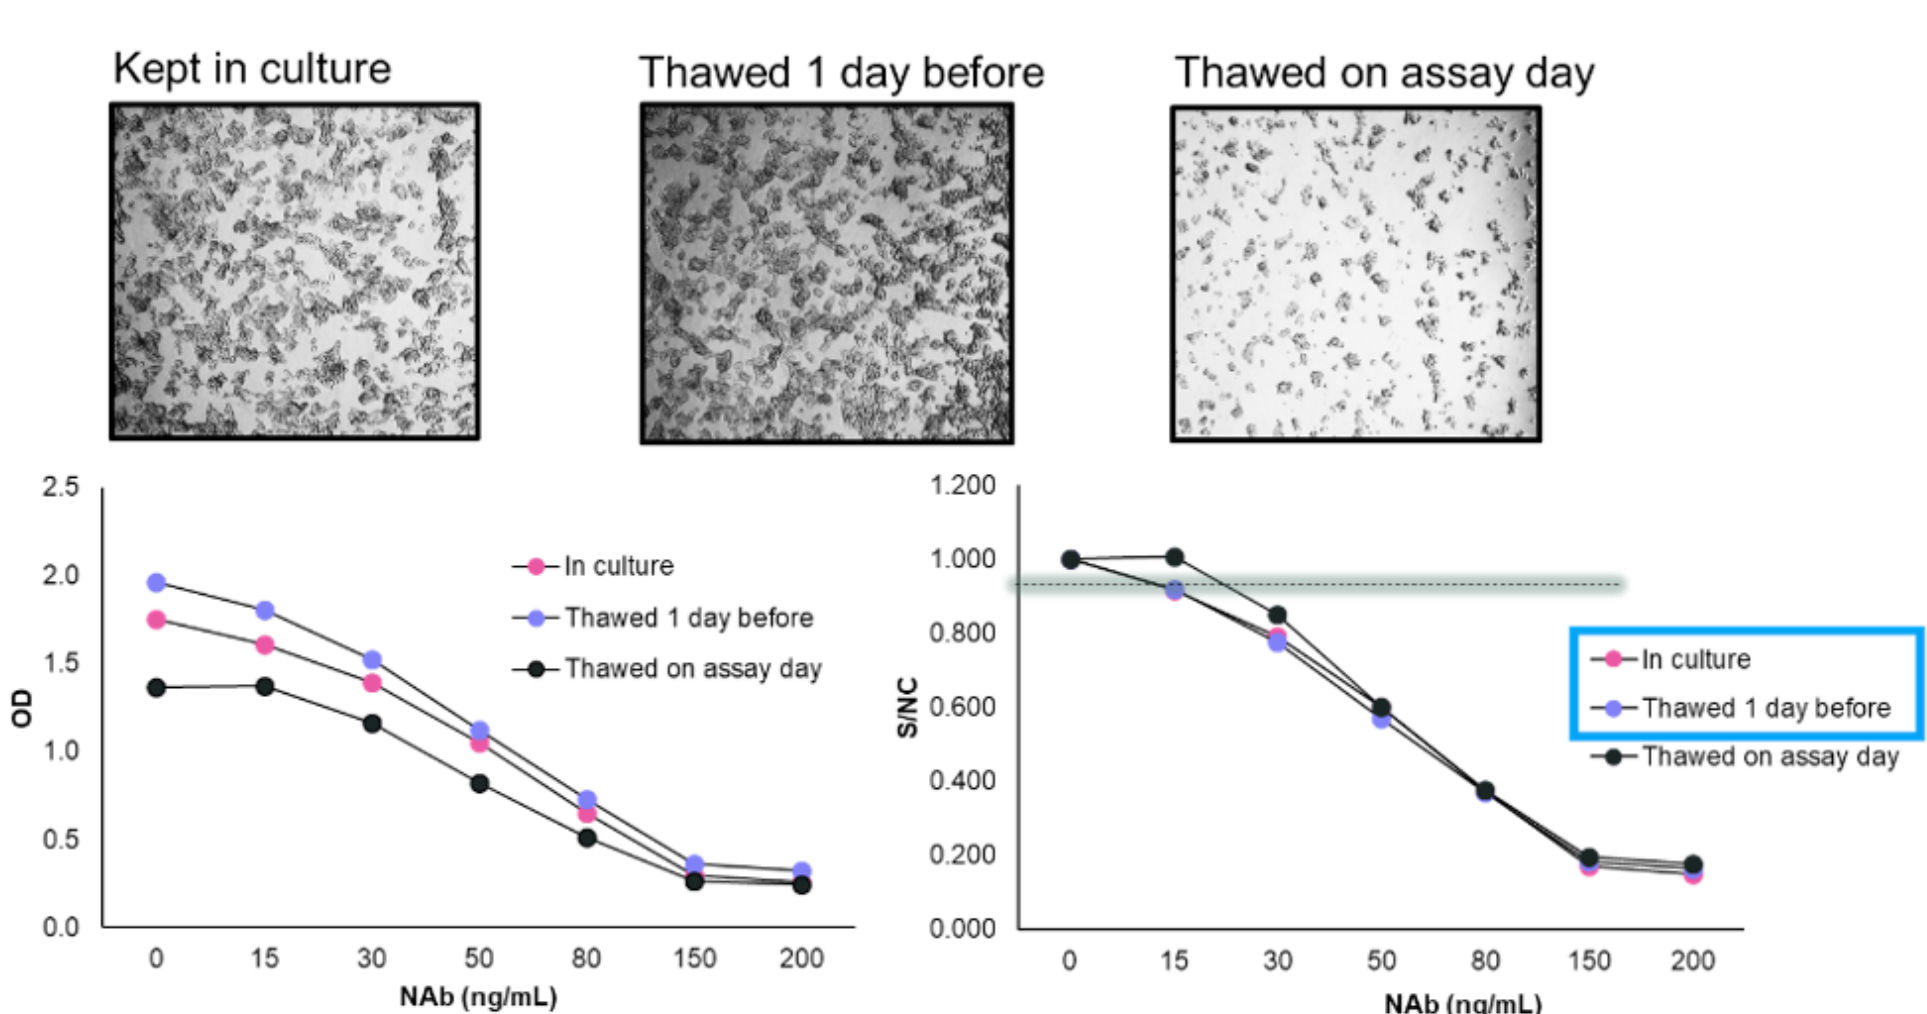 Kept in culture
Thawed 1 day before
Thawed on assay day
2.5
2.0
1.5
1.0
0.5
0.0
OD
In culture
Thawed 1 day before
Thawed on assay day
0 15 30 50 80 150 200
NAb (ng/mL)
1.200
1.000
0.800
0.600
0.400
0.200
0.000
S/NC
In culture
Thawed 1 day before
Thawed on assay day
0 15 30 50 80 150 200
NAb (ng/mL)